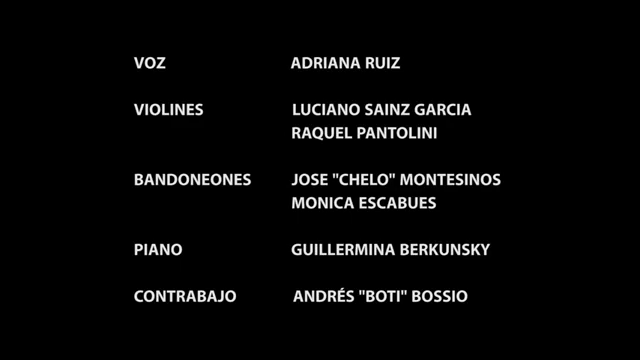 VOZ ADRIANA RUIZ
VIOLINES LUCIANO SAINZ GARCIA
RAQUEL PANTOLINI
BANDONEONES JOSE "CHELO" MONTESINOS
MONICA ESCABUES
PIANO GUILLERMINA BERKUNSKY
CONTRABAJO ANDRÉS "BOTI" BOSSIO